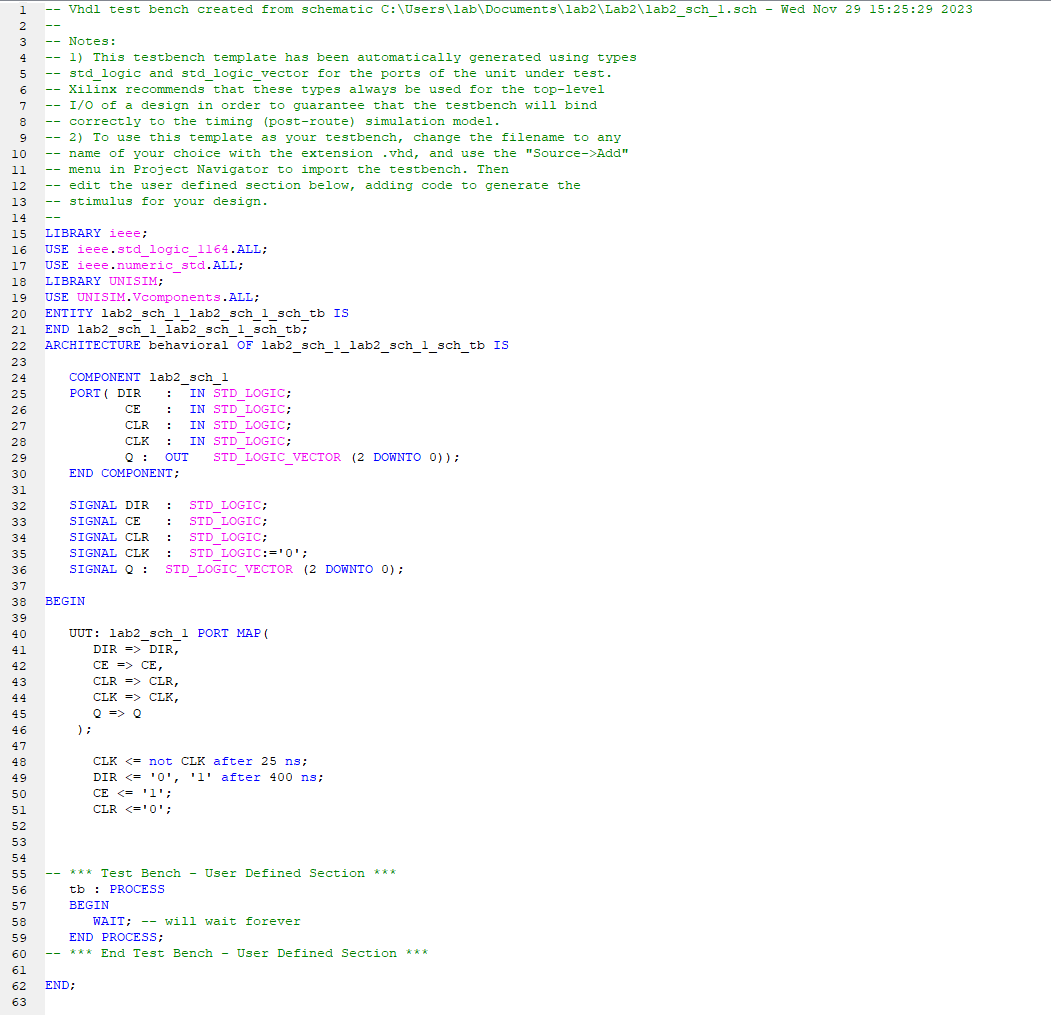 1 -- Vhdl test bench created from schematic C:\Users\lab\Documents\lab2\Lab2\lab2_sch_1.sch - Wed Nov 29 15:25:29 2023
2
3 -- Notes:
4 -- 1) This testbench template has been automatically generated using types
5 -- std_logic and std_logic_vector for the ports of the unit under test.
6 -- Xilinx recommends that these types always be used for the top-level
7 -- I/O of a design in order to guarantee that the testbench will bind
8 -- correctly to the timing (post-route) simulation model.
9 -- 2) To use this template as your testbench, change the filename to any
10 -- name of your choice with the extension .vhd, and use the "Source->Add"
11 -- menu in Project Navigator to import the testbench. Then
12 -- edit the user defined section below, adding code to generate the
13 -- stimulus for your design.
14 --
15 LIBRARY ieee;
16 USE ieee.std_logic_1164.ALL;
17 USE ieee.numeric_std.ALL;
18 LIBRARY UNISIM;
19 USE UNISIM.Vcomponents.ALL;
20 ENTITY lab2_sch_1_lab2_sch_1_sch_tb IS
21 END lab2_sch_1_lab2_sch_1_sch_tb;
22 ARCHITECTURE behavioral OF lab2_sch_1_lab2_sch_1_sch_tb IS
23
24    COMPONENT lab2_sch_1
25    PORT( DIR   :  IN STD_LOGIC;
26           CE    :  IN STD_LOGIC;
27           CLR   :  IN STD_LOGIC;
28           CLK   :  IN STD_LOGIC;
29           Q :  OUT   STD_LOGIC_VECTOR (2 DOWNTO 0));
30    END COMPONENT;
31
32    SIGNAL DIR  :  STD_LOGIC;
33    SIGNAL CE   :  STD_LOGIC;
34    SIGNAL CLR  :  STD_LOGIC;
35    SIGNAL CLK  :  STD_LOGIC:='0';
36    SIGNAL Q :  STD_LOGIC_VECTOR (2 DOWNTO 0);
37
38 BEGIN
39
40    UUT: lab2_sch_1 PORT MAP(
41       DIR => DIR,
42       CE => CE,
43       CLR => CLR,
44       CLK => CLK,
45       Q => Q
46     );
47
48       CLK <= not CLK after 25 ns;
49       DIR <= '0', '1' after 400 ns;
50       CE <= '1';
51       CLR <='0';
52
53
54
55 -- *** Test Bench - User Defined Section ***
56    tb : PROCESS
57    BEGIN
58       WAIT; -- will wait forever
59    END PROCESS;
60 -- *** End Test Bench - User Defined Section ***
61
62 END;
63